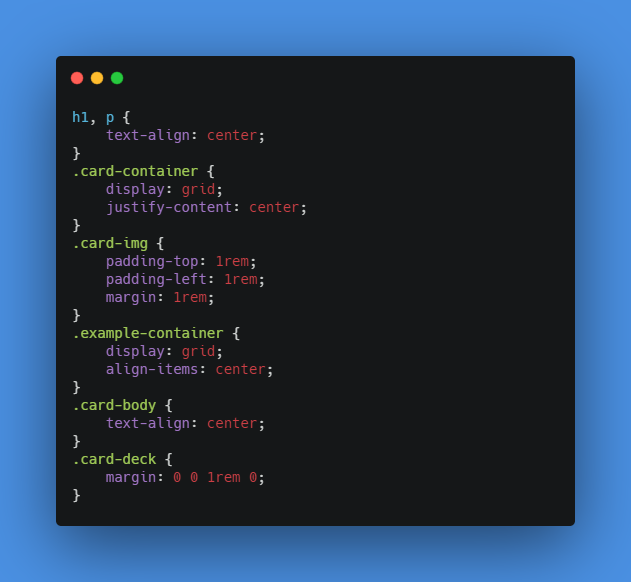 h1, p {
    text-align: center;
}
.card-container {
    display: grid;
    justify-content: center;
}
.card-img {
    padding-top: 1rem;
    padding-left: 1rem;
    margin: 1rem;
}
.example-container {
    display: grid;
    align-items: center;
}
.card-body {
    text-align: center;
}
.card-deck {
    margin: 0 0 1rem 0;
}